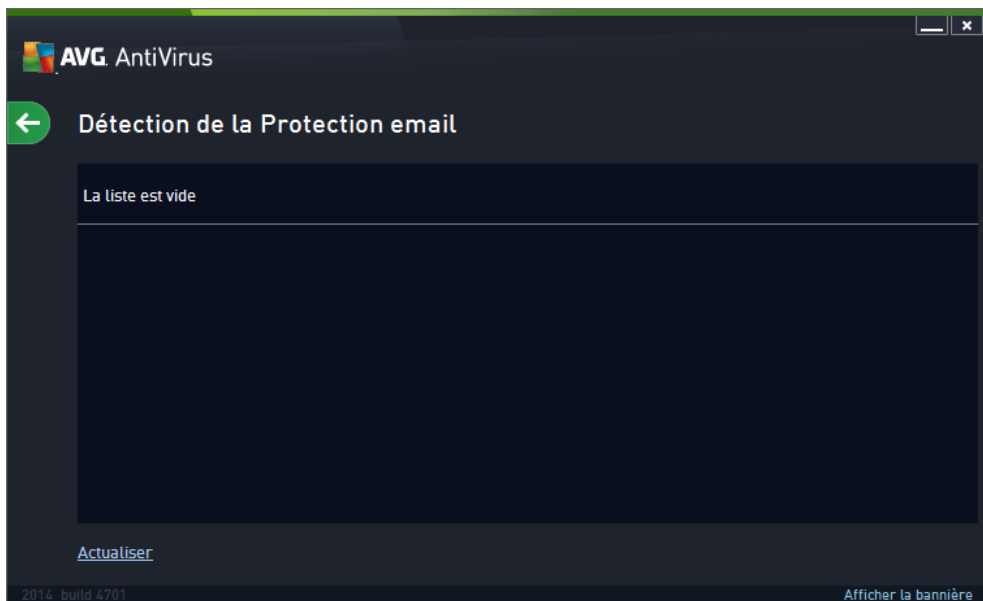 AVG. AntiVirus
Détection de la Protection email
La liste est vide
Actualiser
2014 build 4701
Afficher la bannière